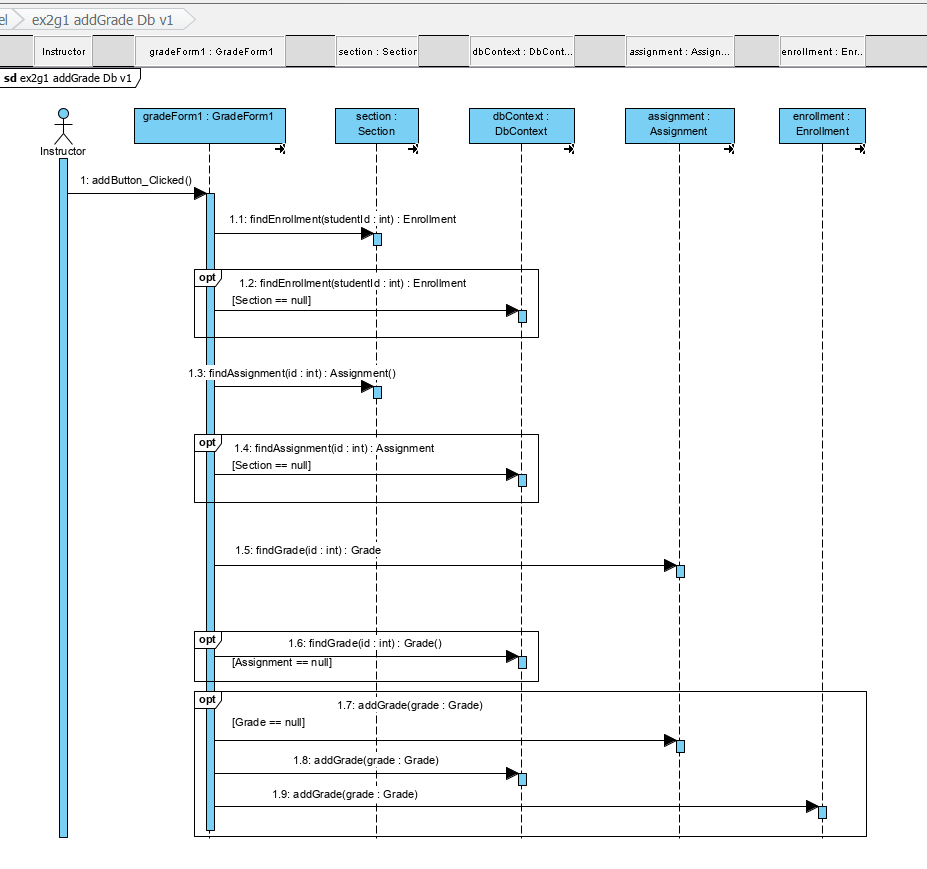 el
ex2g1 addGrade Db v1
Instructor
gradeForm1 : GradeForm1
section : Section
dbContext : DbCont...
assignment : Assign...
enrollment : Enr..
sd ex2g1 addGrade Db v1
Instructor
gradeForm1 : GradeForm1
section :
Section
dbContext :
DbContext
assignment :
Assignment
enrollment :
Enrollment
1: addButton_Clicked()
1.1: findEnrollment(studentId : int) : Enrollment
opt
1.2: findEnrollment(studentId : int) : Enrollment
[Section == null]
1.3: findAssignment(id : int) : Assignment()
opt
1.4: findAssignment(id : int) : Assignment
[Section == null]
1.5: findGrade(id : int) : Grade
opt
1.6: findGrade(id : int) : Grade()
[Assignment == null]
opt
1.7: addGrade(grade : Grade)
[Grade == null]
1.8: addGrade(grade : Grade)
1.9: addGrade(grade : Grade)